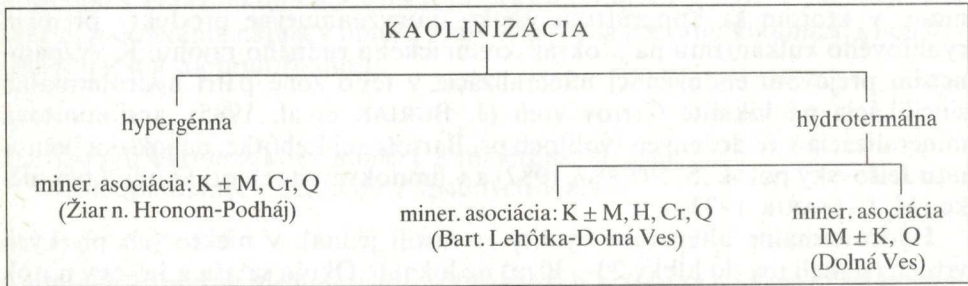 KAOLINIZÁCIA
hypergénna
hydrotermálna
miner. asociácia: K ± M, Cr, Q
(Žiar n. Hronom-Podháj)
miner. asociácia: K ± M, H, Cr, Q
(Bart. Lehôtka-Dolná Ves)
miner. asociácia
IM ± K, Q
(Dolná Ves)